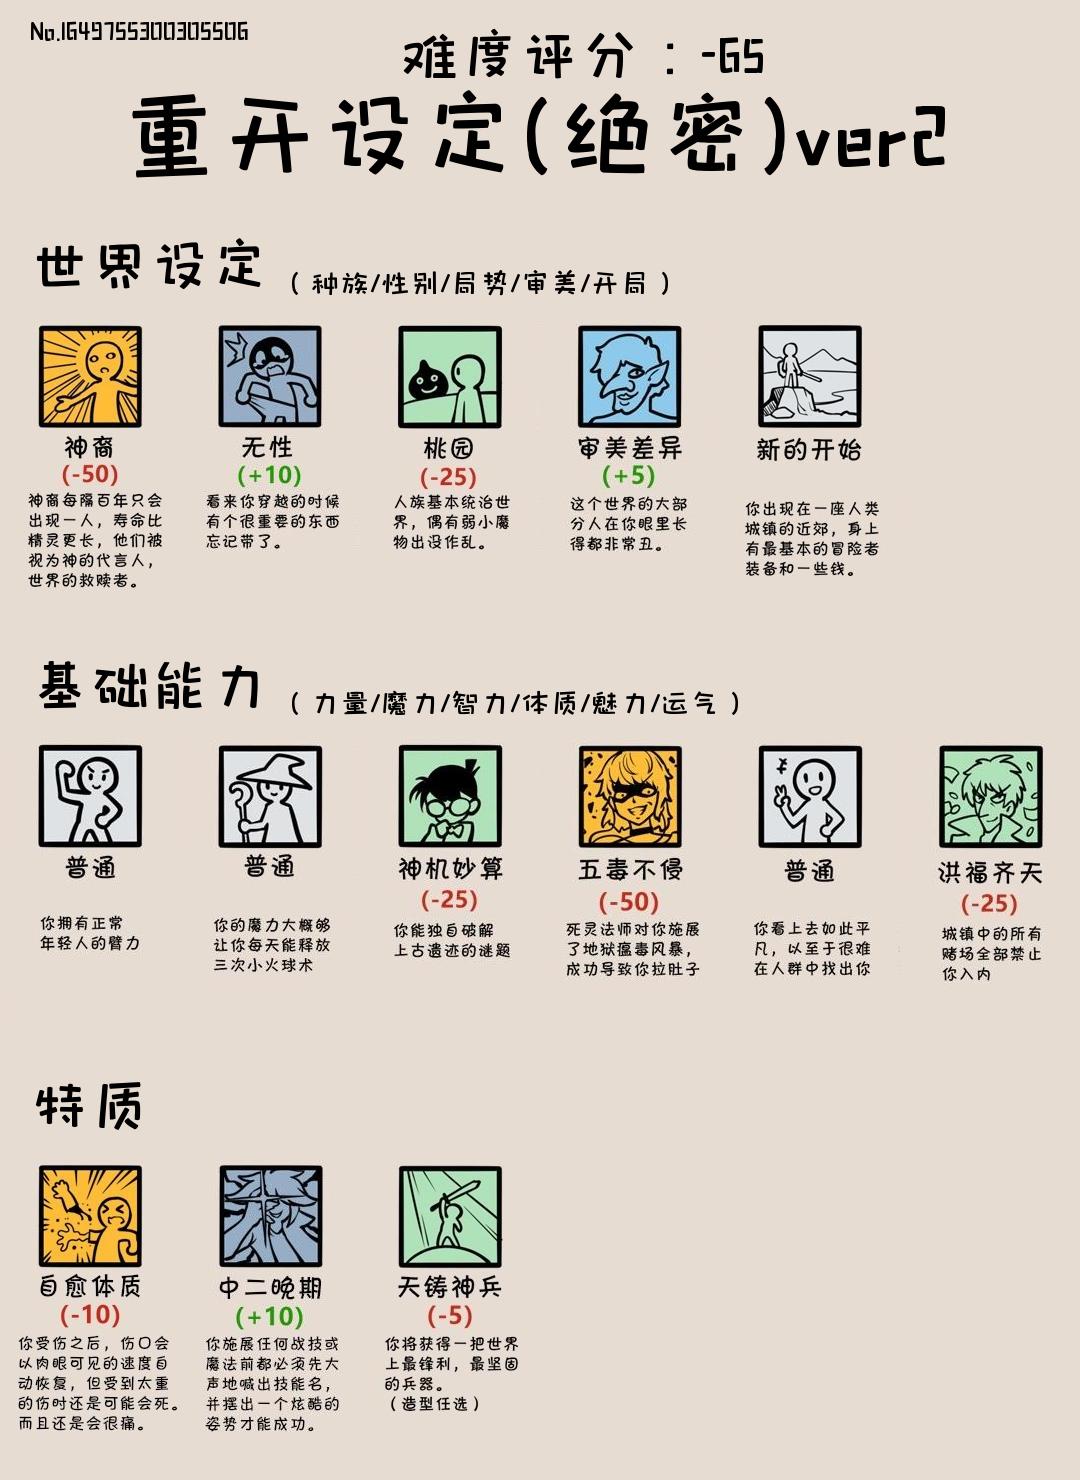 No.1649755300305506
难度评分：-65
重开设定(绝密)ver2
世界设定 （种族/性别/局势/审美/开局）
神裔
(-50)
神裔每隔百年只会
出现一人，寿命比
精灵更长，他们被
视为神的代言人，
世界的救赎者。
无性
(+10)
看来你穿越的时候
有个很重要的东西
忘记带了。
桃园
(-25)
人族基本统治世
界，偶有弱小魔
物出没作乱。
审美差异
(+5)
这个世界的大部
分人在你眼里长
得都非常丑。
新的开始
你出现在一座人类
城镇的近郊，身上
有最基本的冒险者
装备和一些钱。
基础能力 （力量/魔力/智力/体质/魅力/运气）
普通
你拥有正常
年轻人的臂力
普通
你的魔力大概够
让你每天能释放
三次小火球术
神机妙算
(-25)
你能独自破解
上古遗迹的谜题
五毒不侵
(-50)
死灵法师对你施展
了地狱瘟毒风暴，
成功导致你拉肚子
普通
你看上去如此平
凡，以至于很难
在人群中找出你
洪福齐天
(-25)
城镇中的所有
赌场全部禁止
你入内
特质
自愈体质
(-10)
你受伤之后，伤口会
以肉眼可见的速度自
动恢复，但受到太重
的伤时还是可能会死。
而且还是会很痛。
中二晚期
(+10)
你施展任何战技或
魔法前都必须先大
声地喊出技能名，
并摆出一个炫酷的
姿势才能成功。
天铸神兵
(-5)
你将获得一把世界
上最锋利，最坚固
的兵器。
（造型任选）